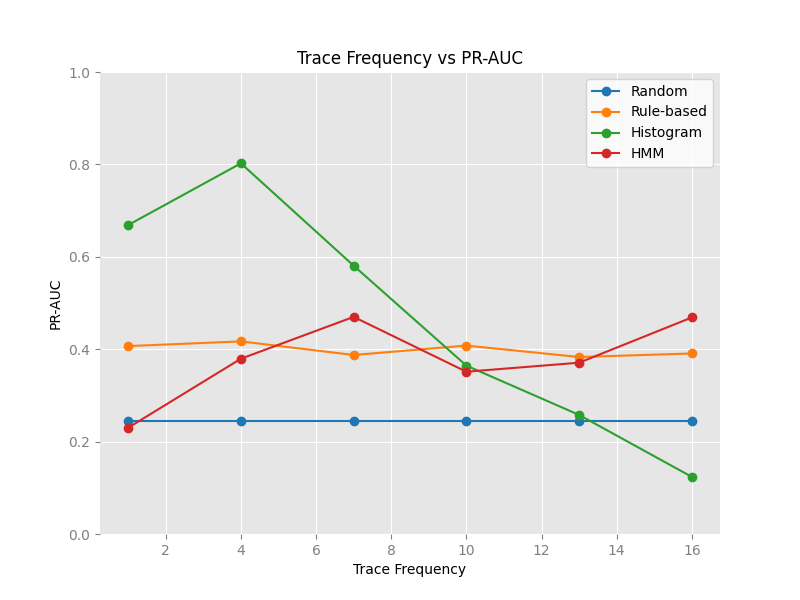 Trace Frequency vs PR-AUC
Random
Rule-based
Histogram
HMM
PR-AUC
1.0
0.8
0.6
0.4
0.2
0.0
2 4 6 8 10 12 14 16
Trace Frequency